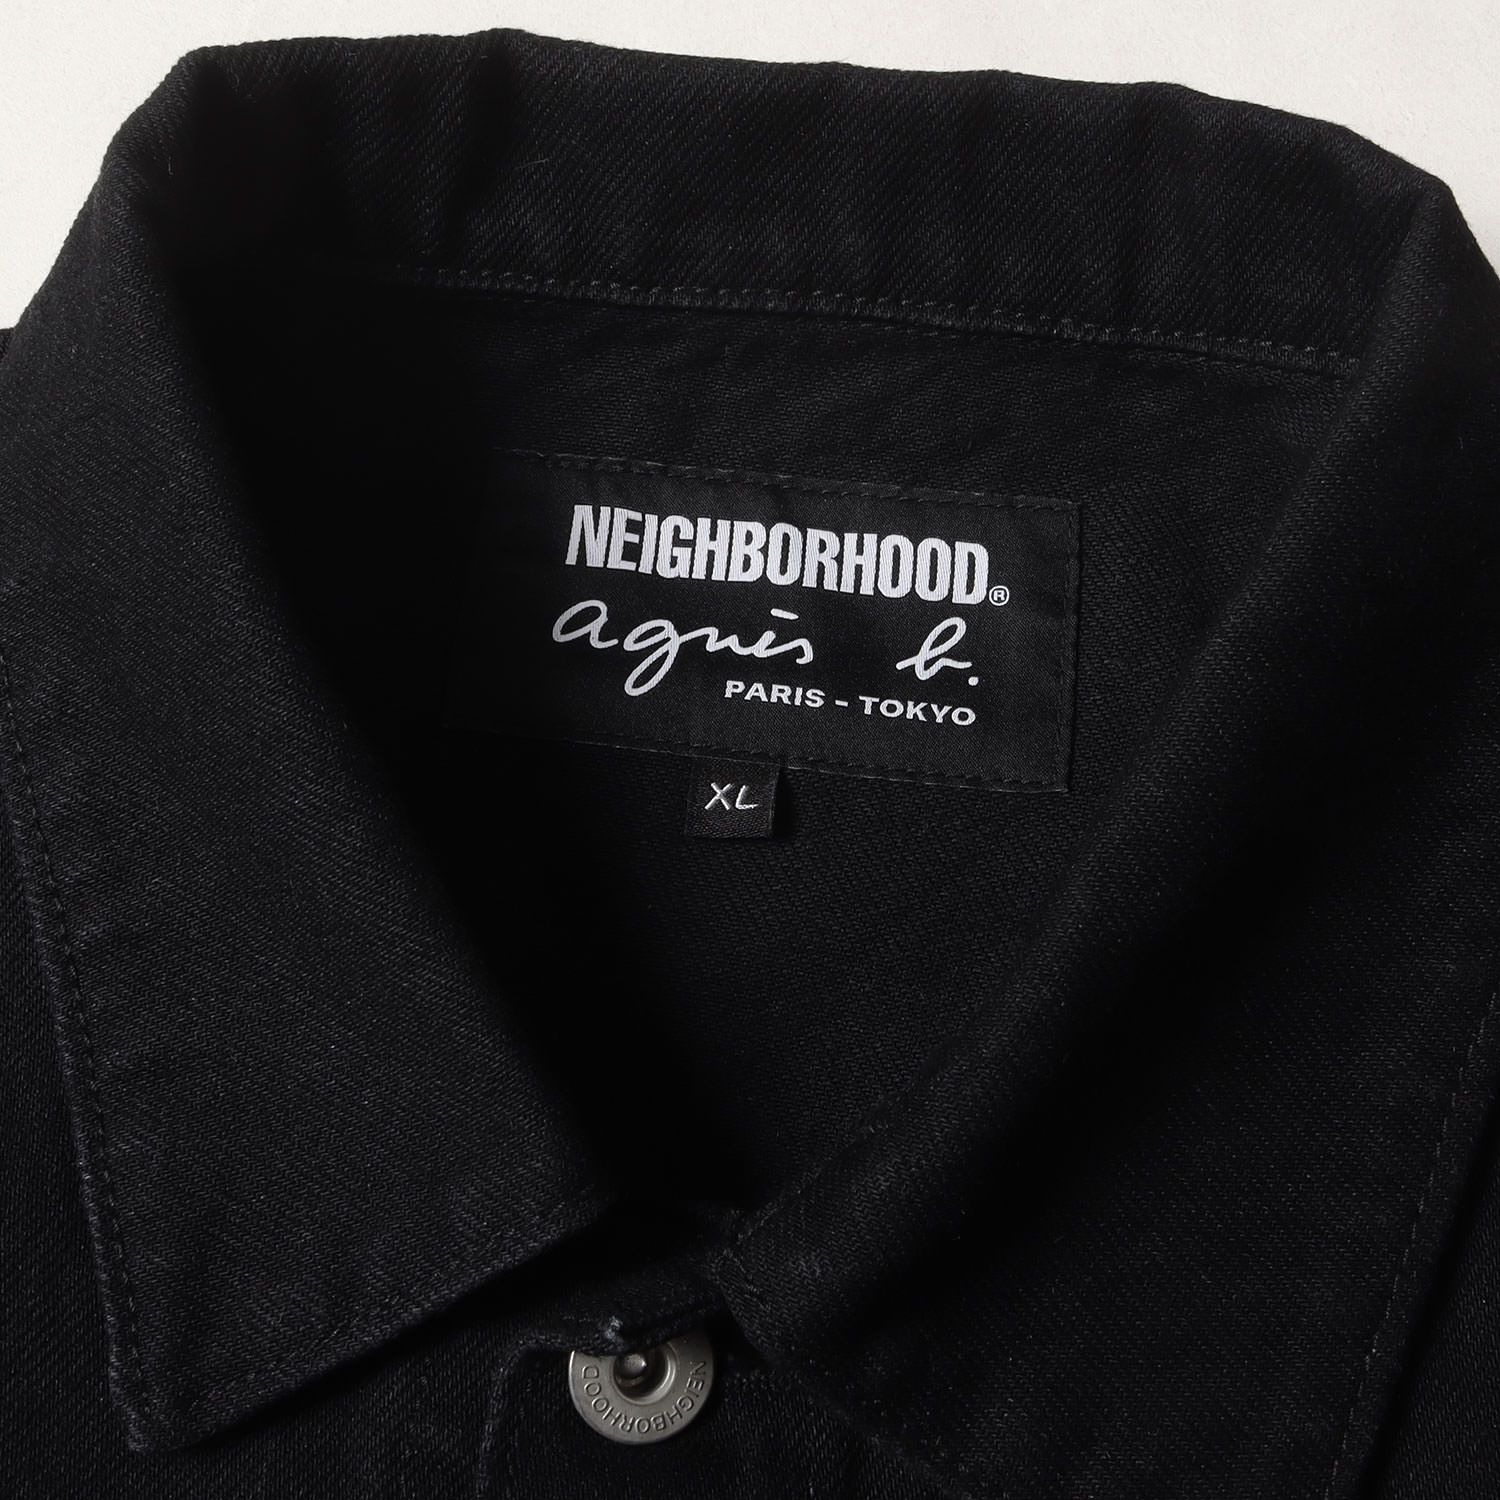 NEIGHBORHOOD®
agnès b.
PARIS - TOKYO
XL
NEIGHBORHOOD